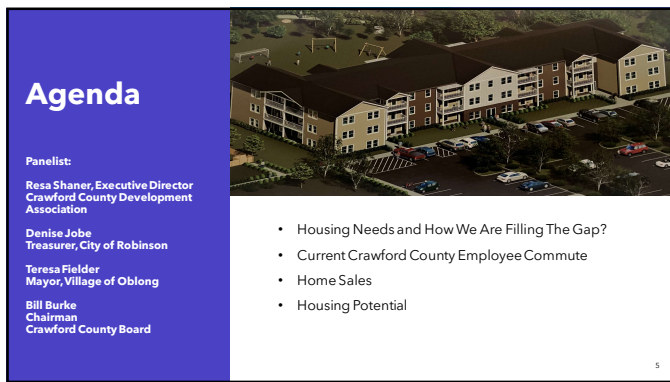 Agenda
Panelist:
Resa Shaner, Executive Director
Crawford County Development
Association
Denise Jobe
Treasurer, City of Robinson
Teresa Fielder
Mayor, Village of Oblong
Bill Burke
Chairman
Crawford County Board
• Housing Needs and How We Are Filling The Gap?
• Current Crawford County Employee Commute
• Home Sales
• Housing Potential
5